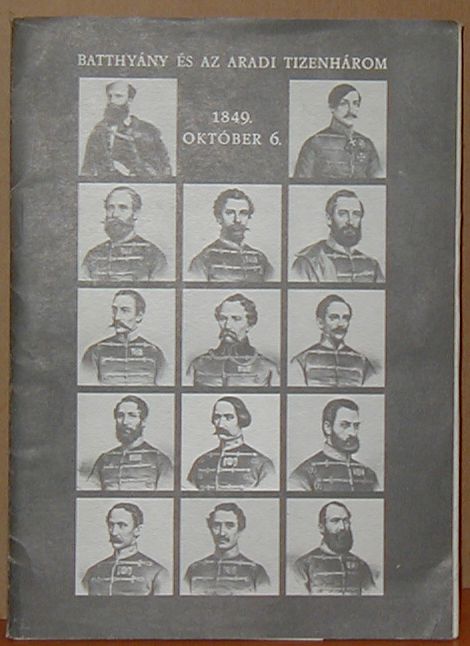 BATTHYÁNY ÉS AZ ARADI TIZENHÁROM
1849.
OKTÓBER 6.